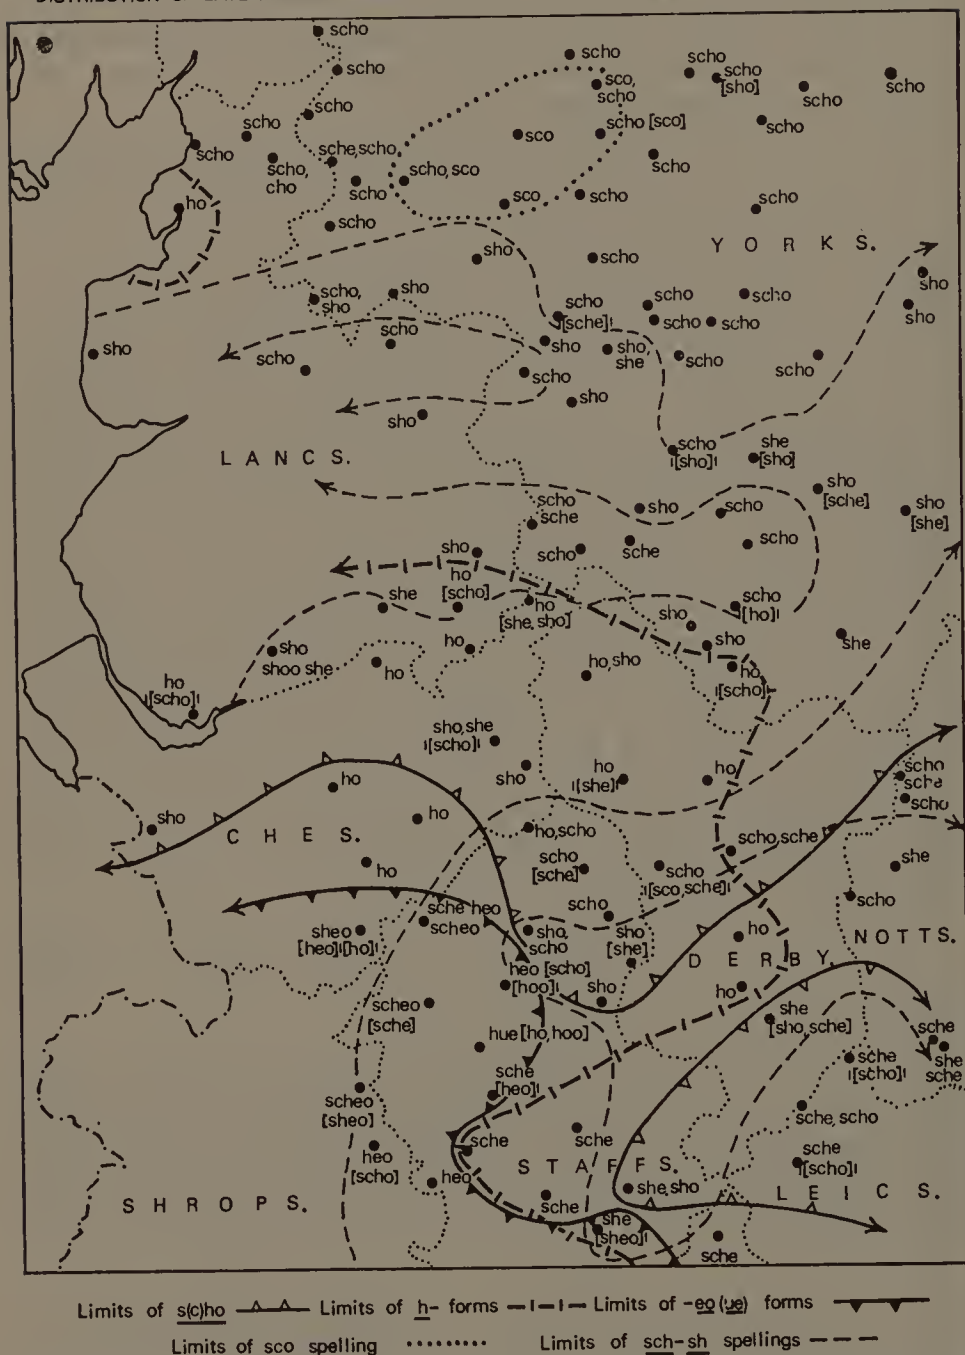 scho
scho
scho
scho
sco,
scho
scho
scho
[sho]
scho
scho
scho
scho
scho
scho,
cho
sche,scho
scho
scho,sco
sco
scho [sco]
scho
scho
ho
scho
sco
scho
scho
YORKS.
sho
scho
scho,
sho
sho
scho
[sche]
scho
scho
scho
scho
sho
sho
sho
scho
scho
sho
sho,
she
scho
scho
scho
sho
sho
LANCS.
scho
[sho]
she
[sho]
sho
[sche]
sho
[she]
scho
sche
sho
scho
scho
sche
scho
sho
ho
[scho]
she
ho
[she, sho]
scho
[ho]
sho
sho
she
sho
shoo she
ho
ho
ho,sho
ho
[scho]
ho
[scho]
sho,she
[scho]
sho
ho
[she]
ho
scho
sche
scho
sho
ho
ho
CHES.
ho,scho
scho,sche
she
ho
scho
[sche]
scho
[sco,sche]
scho
sche heo
scheo
scho
sheo
[heo] [ho]
sho,
scho
sho
[she]
ho
NOTTS.
DERBY.
heo [scho]
[hoo]
sho
ho
scheo
[sche]
she
[sho,sche]
hue [ho,hoo]
sche
she
sche
sche
[scho]
sche
[heo]
scheo
[sheo]
sche,scho
sche
sche
heo
[scho]
STAFFS.
sche
[scho]
heo
she,sho
LEICS.
SHROPS.
sche
she
[sheo]
sche
Limits of s(c)ho Limits of h- forms Limits of -eo(ue) forms
Limits of sco spelling Limits of sch-sh spellings